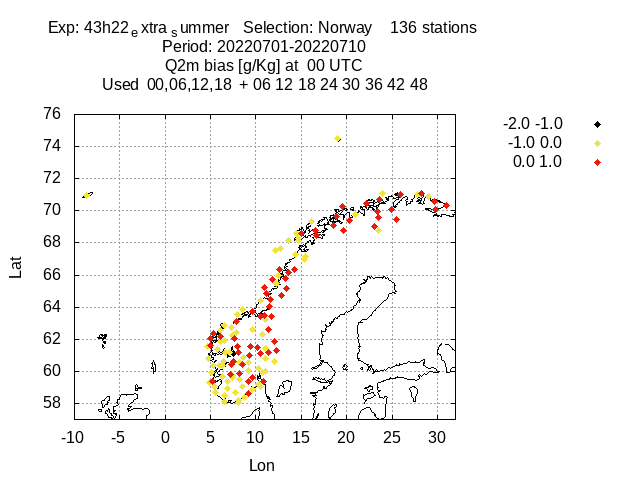 Exp: 43h22extra summer Selection: Norway 136 stations
Period: 20220701-20220710
Q2m bias [g/Kg] at 00 UTC
Used 00,06,12,18 + 06 12 18 24 30 36 42 48
-2.0 -1.0
-1.0 0.0
0.0 1.0
76
74
72
70
68
66
64
62
60
58
Lat
-10 -5 0 5 10 15 20 25 30
Lon